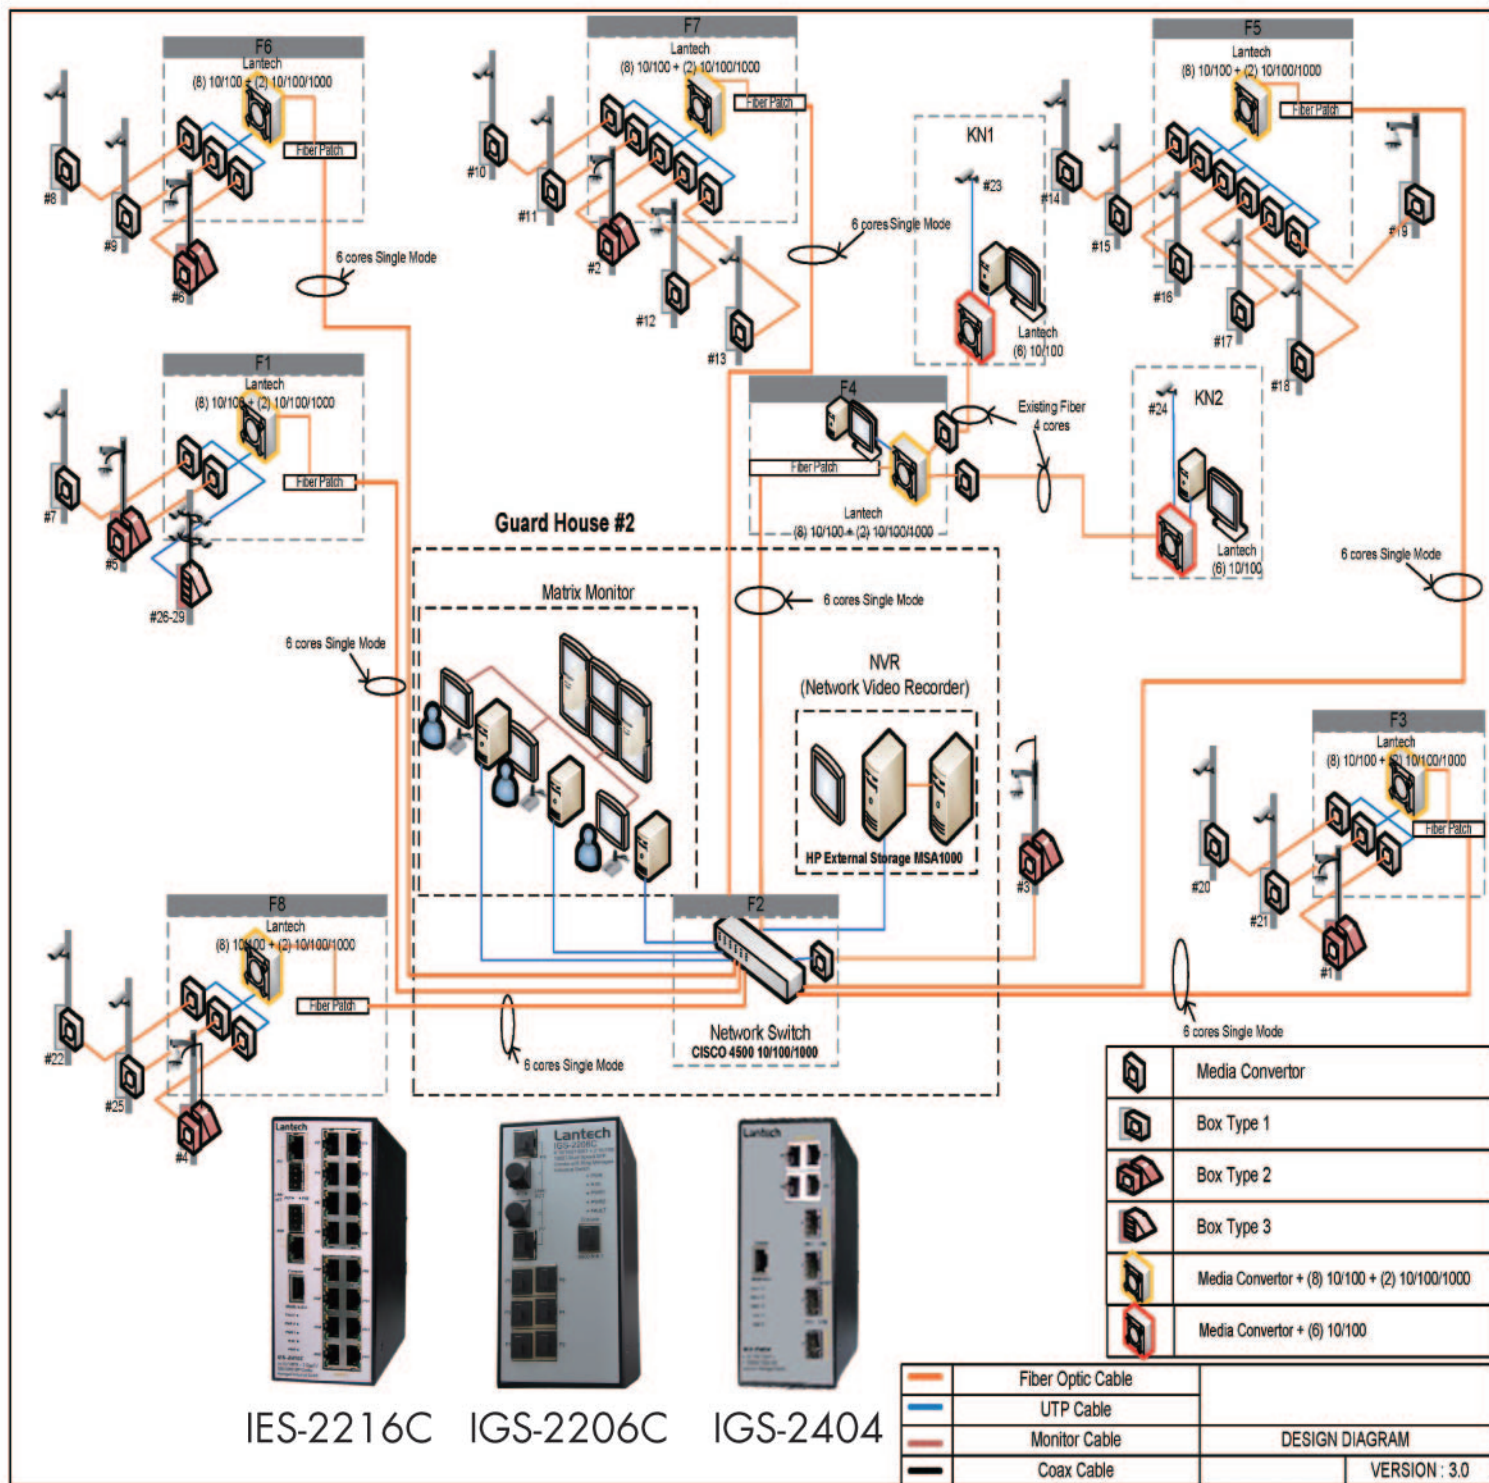 F6
Lantech
(8) 10/100 + (2) 10/100/1000
Fiber Patch
#8
#9
#6
6 cores Single Mode
F7
Lantech
(8) 10/100 + (2) 10/100/1000
Fiber Patch
#10
#11
#2
#12
#13
6 cores Single Mode
KN1
#23
Lantech
(6) 10/100
F5
Lantech
(8) 10/100 + (2) 10/100/1000
Fiber Patch
#14
#15
#16
#17
#18
#19
6 cores Single Mode
F1
Lantech
(8) 10/100 + (2) 10/100/1000
Fiber Patch
#7
#5
#26-29
6 cores Single Mode
F4
Fiber Patch
Lantech
(8) 10/100 + (2) 10/100/1000
Existing Fiber
4 cores
KN2
#24
Lantech
(6) 10/100
Guard House #2
Matrix Monitor
6 cores Single Mode
NVR
(Network Video Recorder)
HP External Storage MSA1000
#3
F3
Lantech
(8) 10/100 + (2) 10/100/1000
Fiber Patch
#20
#21
#1
6 cores Single Mode
F8
Lantech
(8) 10/100 + (2) 10/100/1000
Fiber Patch
#22
#25
#4
6 cores Single Mode
F2
Network Switch
CISCO 4500 10/100/1000
Media Convertor
Box Type 1
Box Type 2
Box Type 3
Media Convertor + (8) 10/100 + (2) 10/100/1000
Media Convertor + (6) 10/100
Lantech
Lantech
IGS-2206C
Lantech
IES-2216C
IGS-2206C
IGS-2404
Fiber Optic Cable
UTP Cable
Monitor Cable
Coax Cable
DESIGN DIAGRAM
VERSION : 3.0